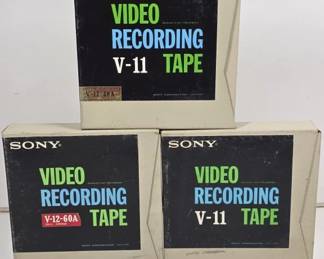 VIDEO
RECORDING
V-11 TAPE
SONY
VIDEO
RECORDING
V-12-60A TAPE
SONY
VIDEO
RECORDING
V-11 TAPE